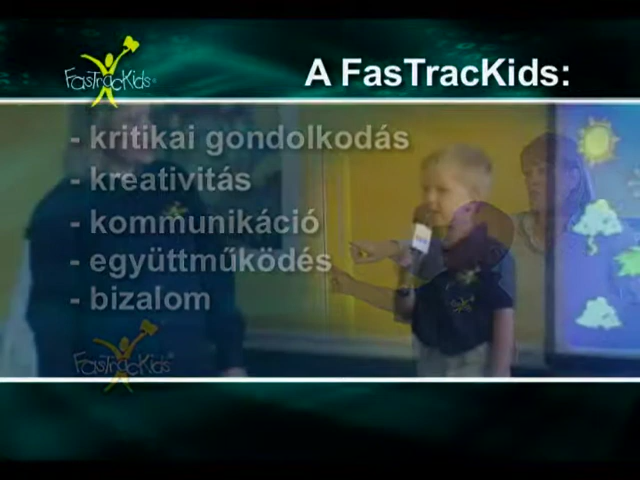 FasTracKids®
A FasTracKids:
- kritikai gondolkodás
- kreativitás
- kommunikáció
- együttműködés
- bizalom
FasTracKids®